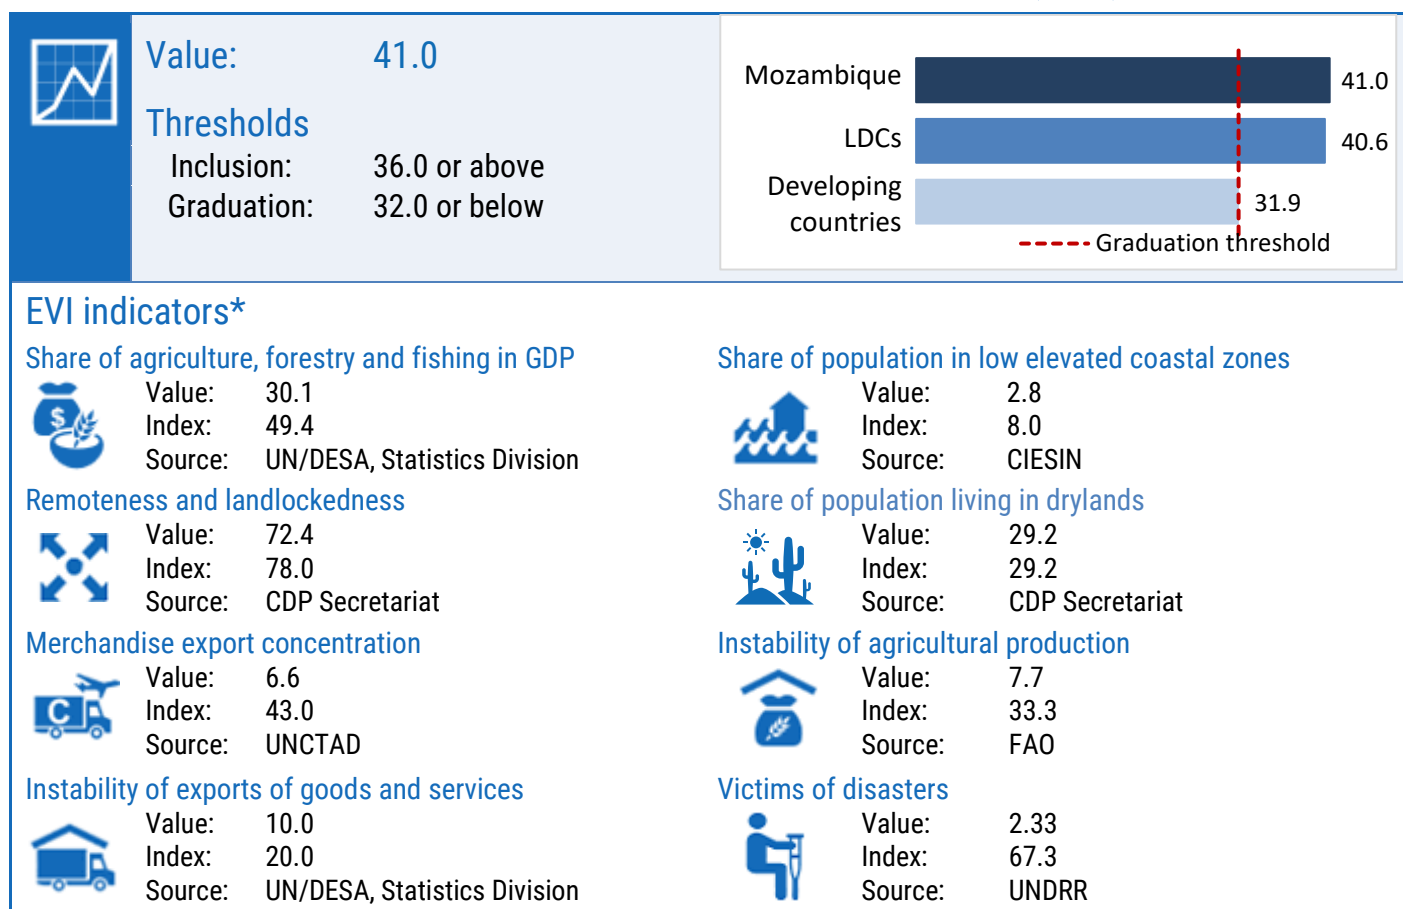 Value: 41.0
Thresholds
Inclusion: 36.0 or above
Graduation: 32.0 or below
Mozambique 41.0
LDCs 40.6
Developing
countries 31.9
Graduation threshold
EVI indicators*
Share of agriculture, forestry and fishing in GDP
$
Value: 30.1
Index: 49.4
Source: UN/DESA, Statistics Division
Share of population in low elevated coastal zones
Value: 2.8
Index: 8.0
Source: CIESIN
Remoteness and landlockedness
Value: 72.4
Index: 78.0
Source: CDP Secretariat
Share of population living in drylands
Value: 29.2
Index: 29.2
Source: CDP Secretariat
Merchandise export concentration
C
Value: 6.6
Index: 43.0
Source: UNCTAD
Instability of agricultural production
Value: 7.7
Index: 33.3
Source: FAO
Instability of exports of goods and services
Value: 10.0
Index: 20.0
Source: UN/DESA, Statistics Division
Victims of disasters
Value: 2.33
Index: 67.3
Source: UNDRR